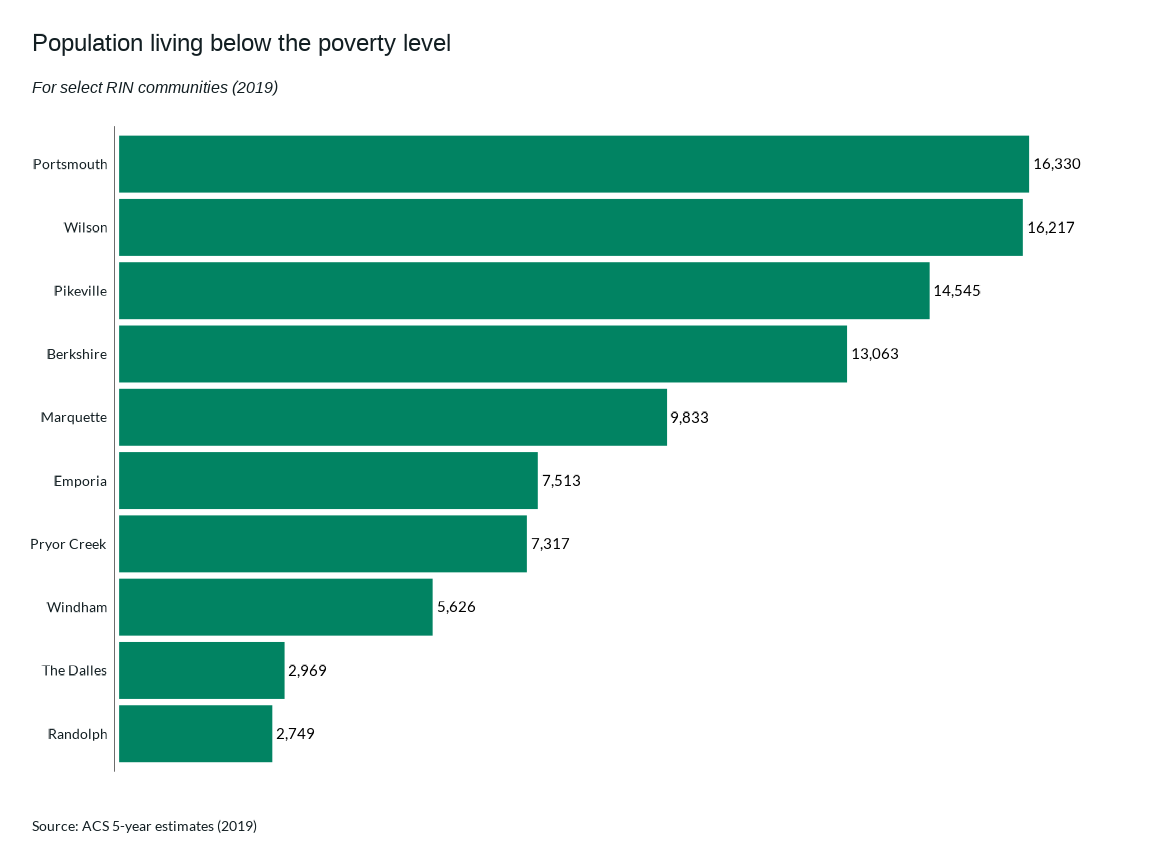 Population living below the poverty level
For select RIN communities (2019)
Portsmouth 16,330
Wilson 16,217
Pikeville 14,545
Berkshire 13,063
Marquette 9,833
Emporia 7,513
Pryor Creek 7,317
Windham 5,626
The Dalles 2,969
Randolph 2,749
Source: ACS 5-year estimates (2019)